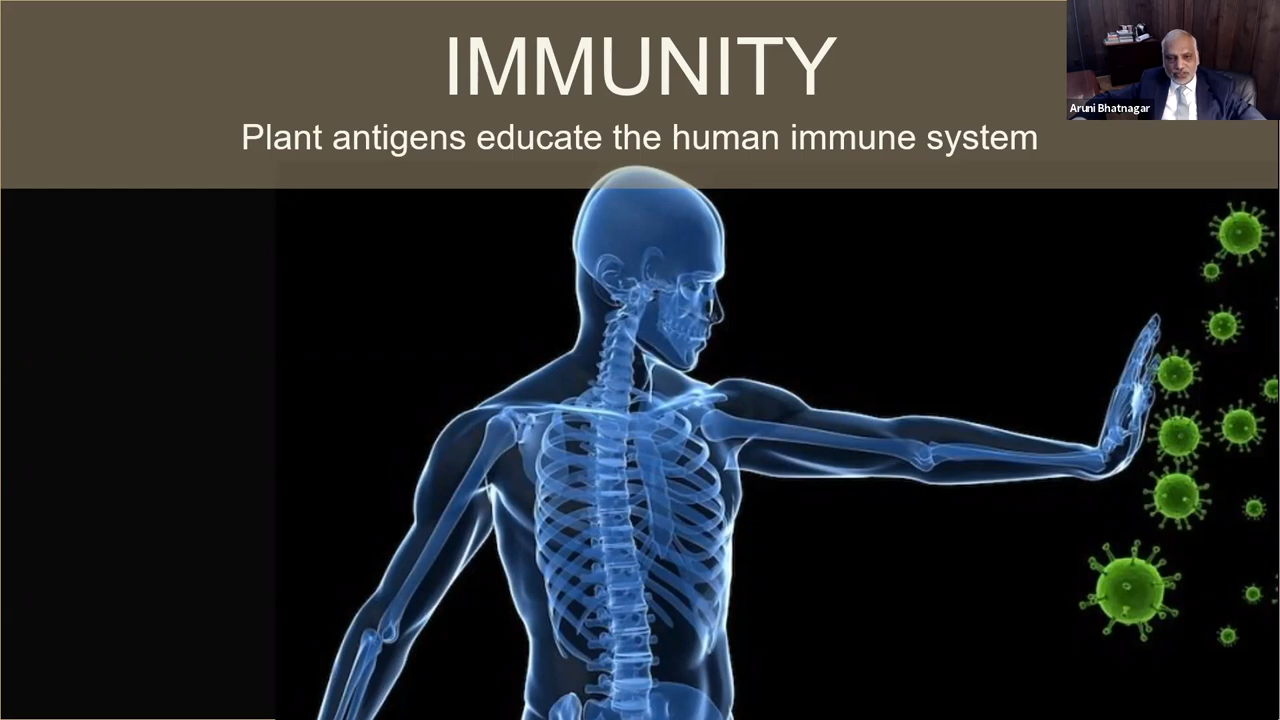 IMMUNITY
Plant antigens educate the human immune system
Aruni Bhatnagar